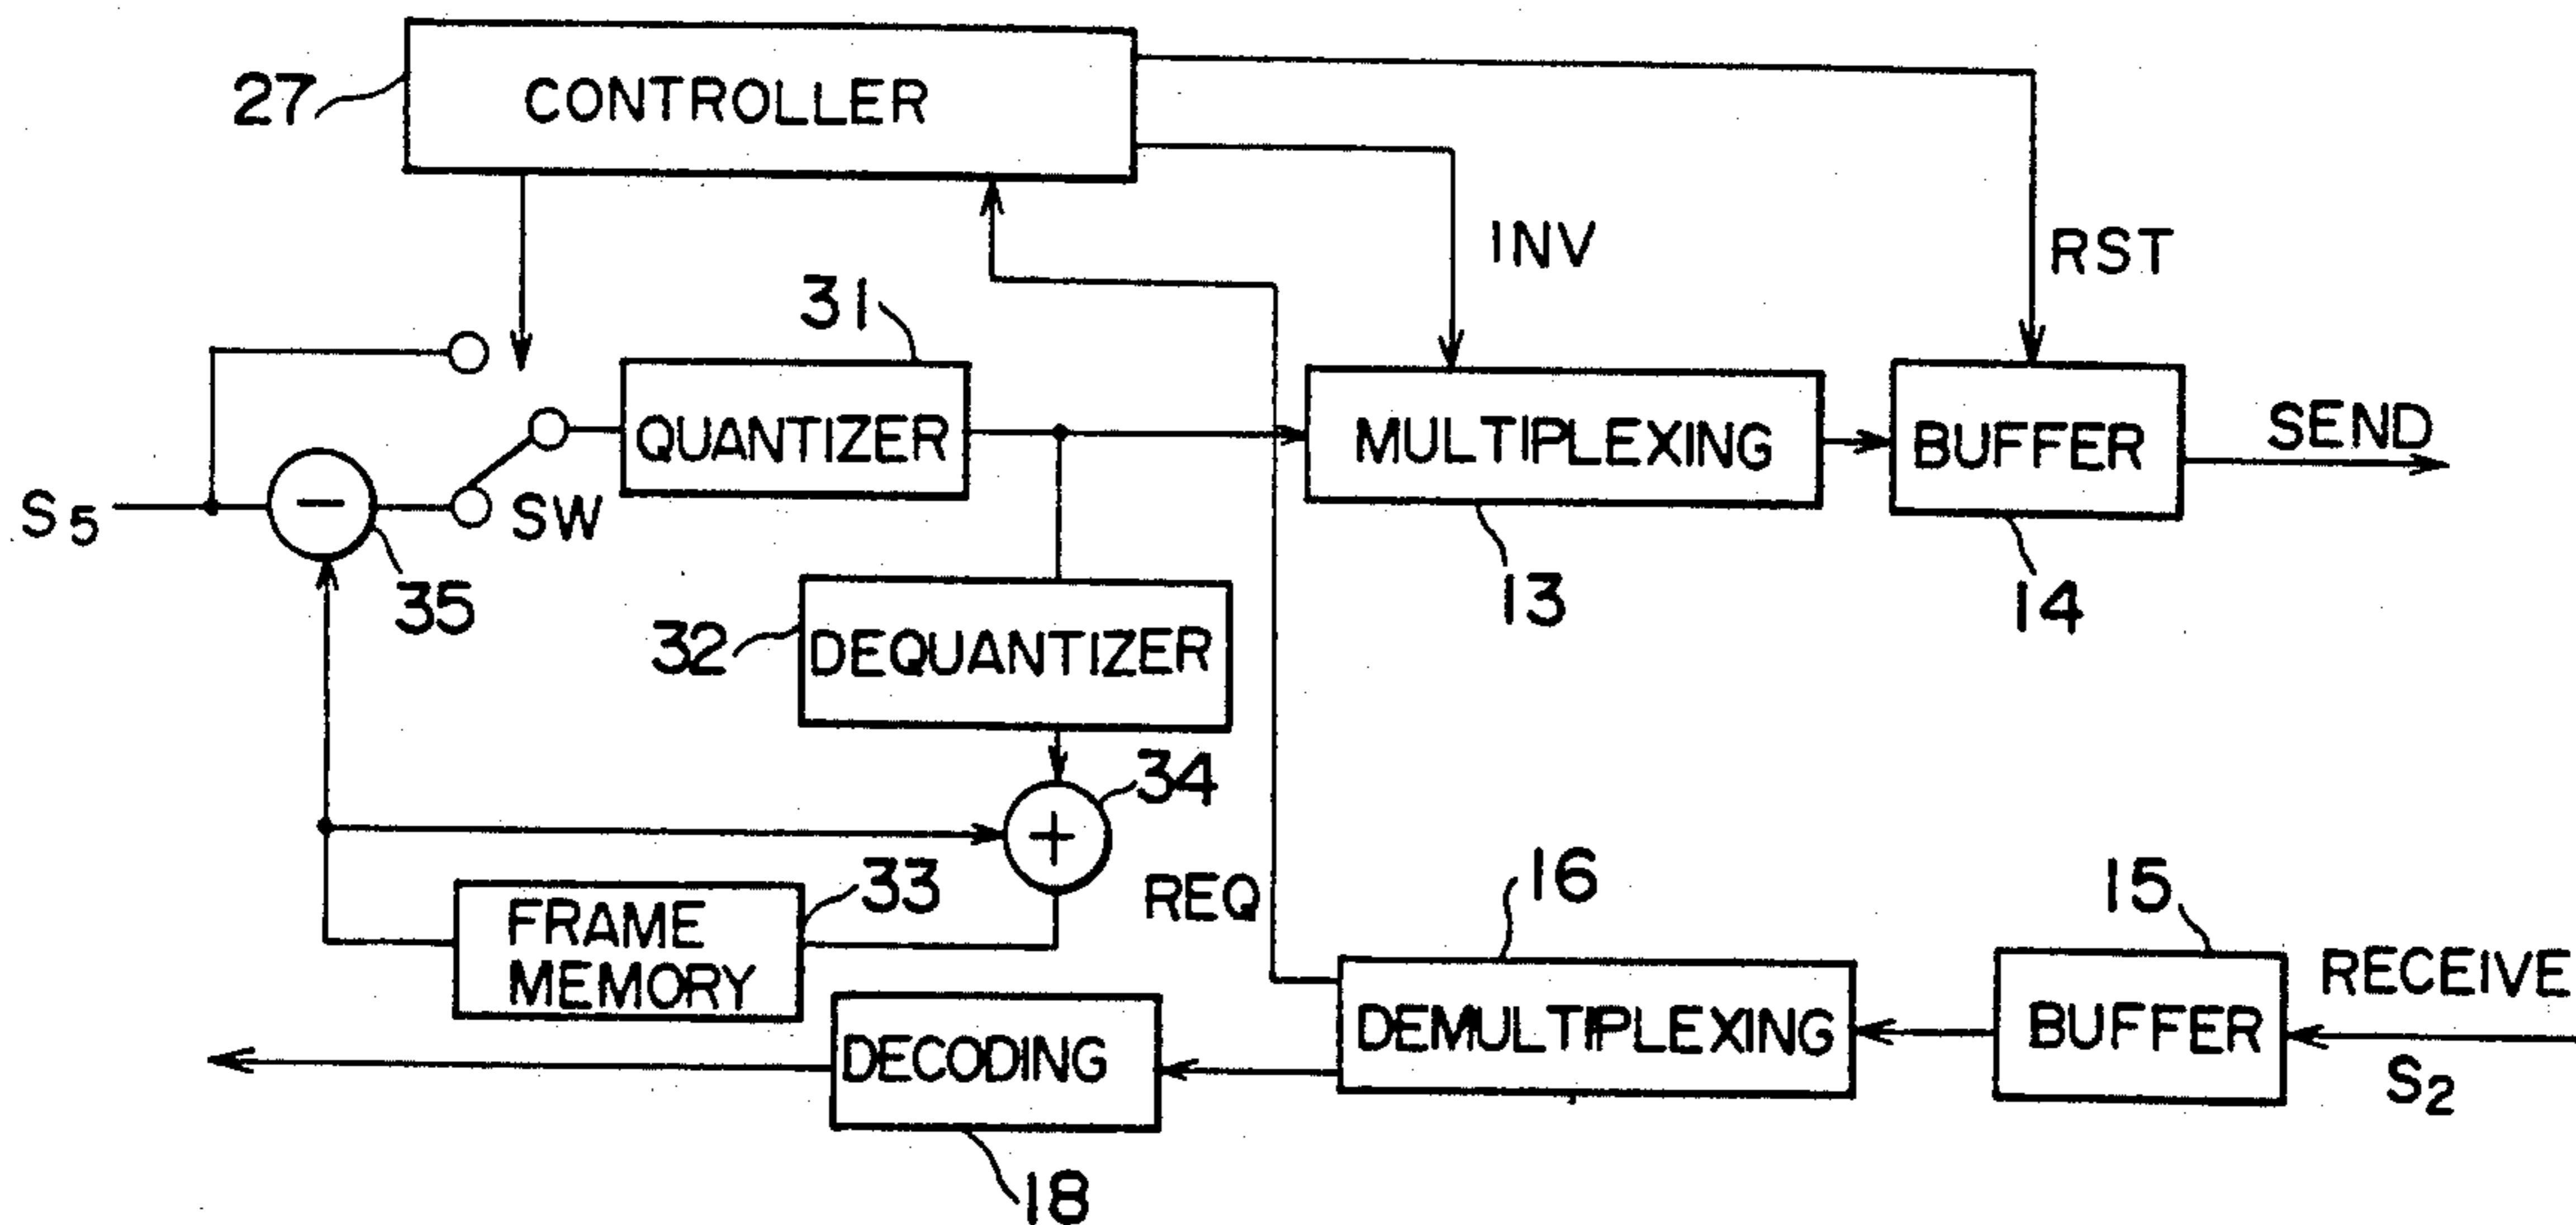 27
CONTROLLER
INV
RST
31
QUANTIZER
MULTIPLEXING
BUFFER
SEND
S5
35
SW
13
14
32
DEQUANTIZER
34
33
FRAME
MEMORY
REQ
16
15
RECEIVE
DECODING
DEMULTIPLEXING
BUFFER
S2
18